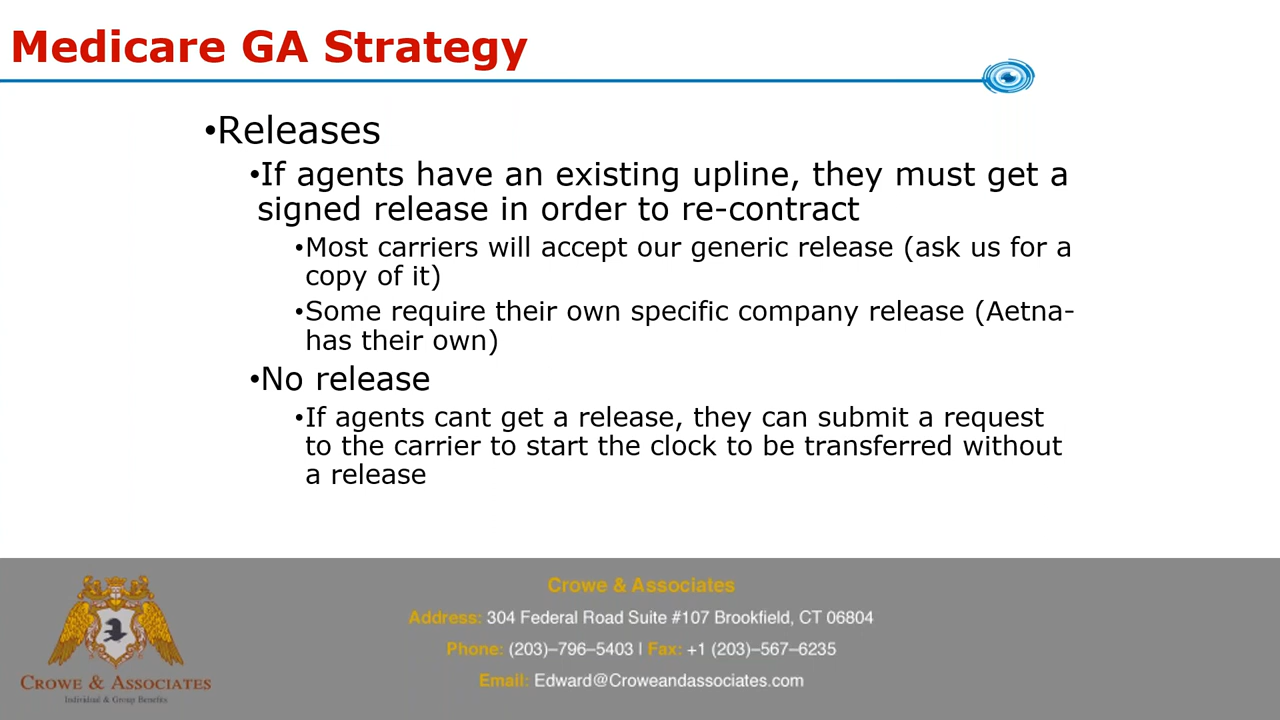 Medicare GA Strategy
•Releases
•If agents have an existing upline, they must get a
signed release in order to re-contract
•Most carriers will accept our generic release (ask us for a
copy of it)
•Some require their own specific company release (Aetna-
has their own)
•No release
•If agents cant get a release, they can submit a request
to the carrier to start the clock to be transferred without
a release
Crowe & Associates
Address: 304 Federal Road Suite #107 Brookfield, CT 06804
Phone: (203)–796–5403 | Fax: +1 (203)–567–6235
Email: Edward@Croweandassociates.com
Crowe & Associates
Individual & Group Benefits